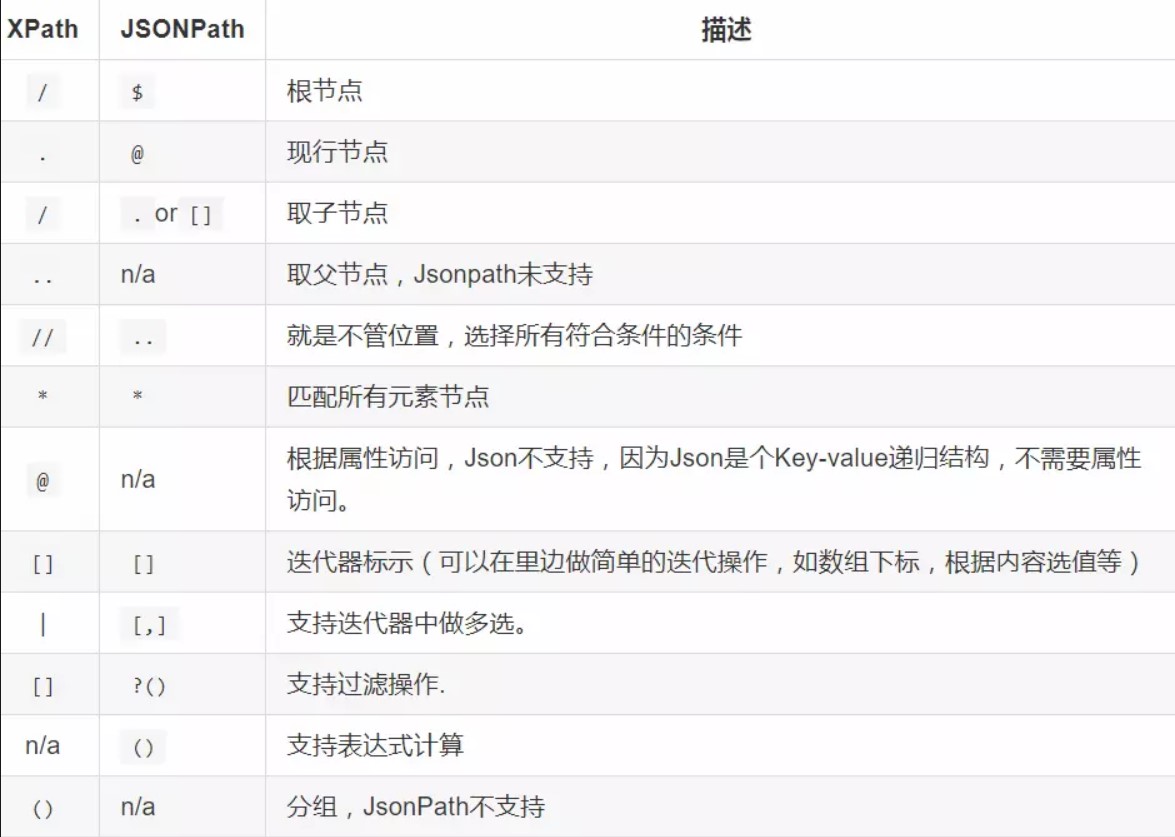 XPath JSONPath 描述
/ $ 根节点
. @ 现行节点
/ . or [] 取子节点
.. n/a 取父节点，Jsonpath未支持
// .. 就是不管位置，选择所有符合条件的条件
* * 匹配所有元素节点
@ n/a 根据属性访问，Json不支持，因为Json是个Key-value递归结构，不需要属性
访问。
[] [] 迭代器标示（可以在里边做简单的迭代操作，如数组下标，根据内容选值等）
| [,] 支持迭代器中做多选。
[] ?() 支持过滤操作.
n/a () 支持表达式计算
() n/a 分组，JsonPath不支持